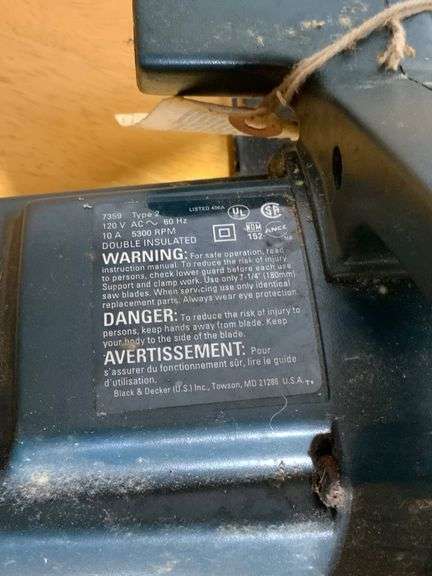 7359 Type 2
LISTED 496A
UL
120 V AC ~ 60 Hz
10 A 5300 RPM
NOM
152
ANCE
DOUBLE INSULATED
WARNING: For safe operation, read
instruction manual. To reduce the risk of injury
to persons, check lower guard before each use.
Support and clamp work. Use only 7-1/4" (180mm)
saw blades. When servicing use only identical
replacement parts. Always wear eye protection.
DANGER: To reduce the risk of injury to
persons, keep hands away from blade. Keep
your body to the side of the blade.
AVERTISSEMENT: Pour
s'assurer du fonctionnement sûr, lire le guide
d'utilisation.
Black & Decker (U.S.) Inc., Towson, MD 21286 U.S.A.